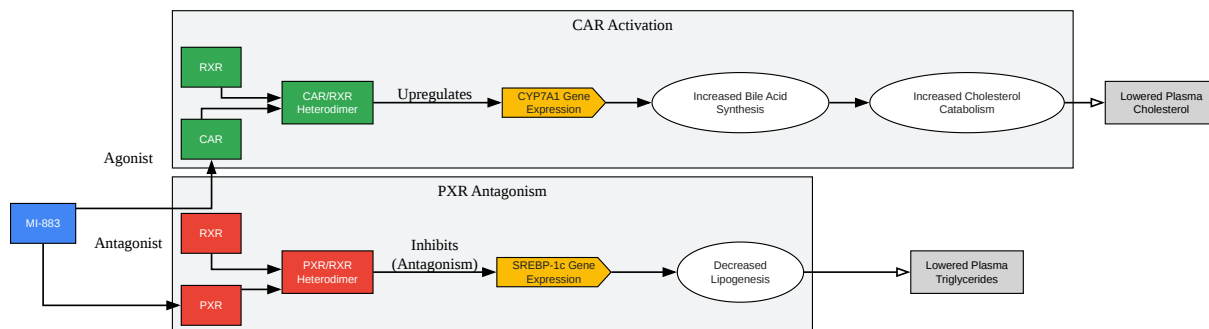 CAR Activation
RXR
CAR/RXR
Heterodimer
Upregulates
CYP7A1 Gene
Expression
Increased Bile Acid
Synthesis
Increased Cholesterol
Catabolism
Lowered Plasma
Cholesterol
CAR
Agonist
PXR Antagonism
MI-883
Antagonist
RXR
PXR/RXR
Heterodimer
Inhibits
(Antagonism)
SREBP-1c Gene
Expression
Decreased
Lipogenesis
Lowered Plasma
Triglycerides
PXR